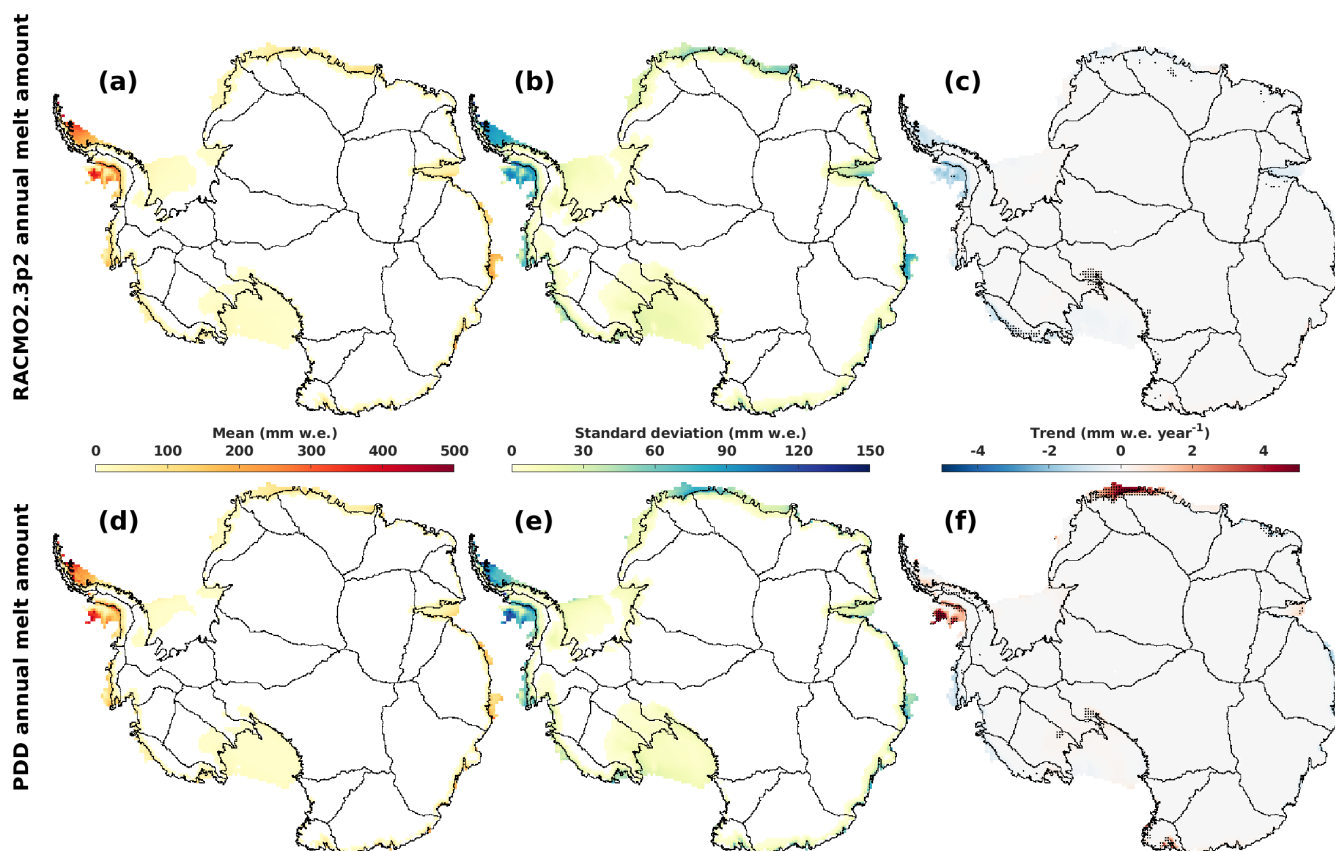 RACMO2.3p2 annual melt amount
(a)
(b)
(c)
Mean (mm w.e.)
0 100 200 300 400 500
Standard deviation (mm w.e.)
0 30 60 90 120 150
Trend (mm w.e. year⁻¹)
-4 -2 0 2 4
PDD annual melt amount
(d)
(e)
(f)